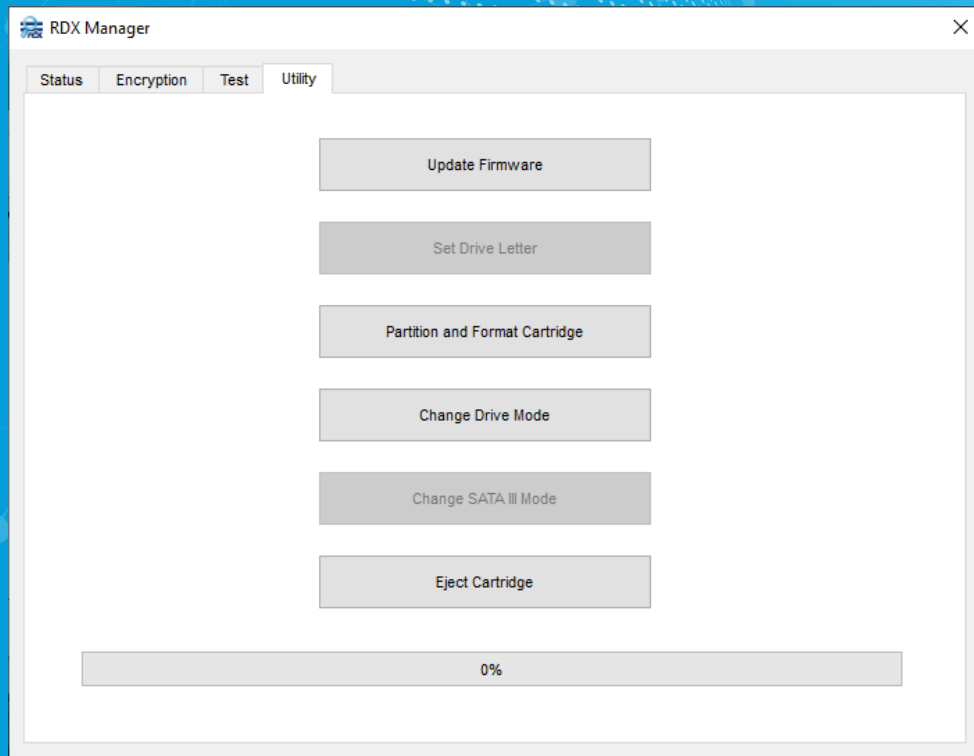 RDX Manager
Status Encryption Test Utility
Update Firmware
Set Drive Letter
Partition and Format Cartridge
Change Drive Mode
Change SATA III Mode
Eject Cartridge
0%